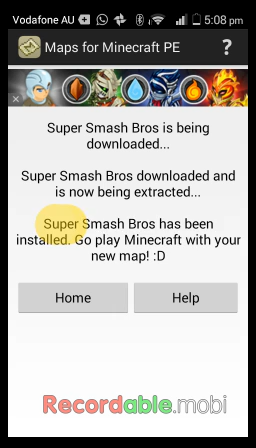 Vodafone AU 5:08 pm
Maps for Minecraft PE ?
Super Smash Bros is being
downloaded...
Super Smash Bros downloaded and
is now being extracted...
Super Smash Bros has been
installed. Go play Minecraft with your
new map! :D
Home Help
Recordable.mobi